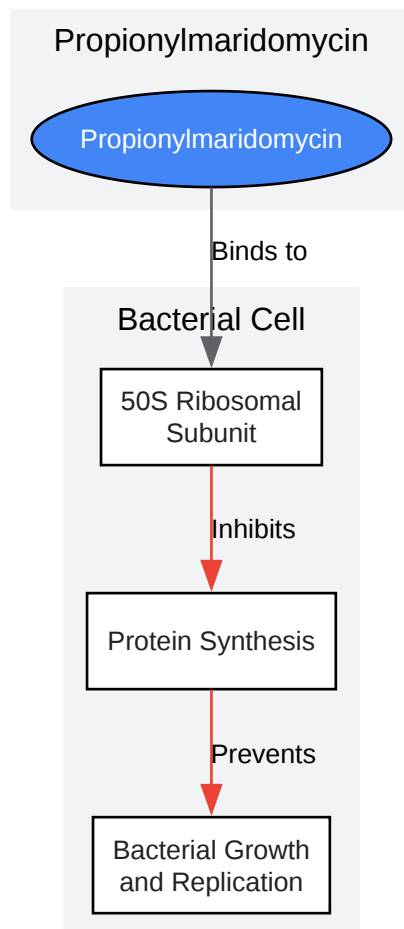 Propionylmaridomycin
Propionylmaridomycin
Binds to
Bacterial Cell
50S Ribosomal
Subunit
Inhibits
Protein Synthesis
Prevents
Bacterial Growth
and Replication